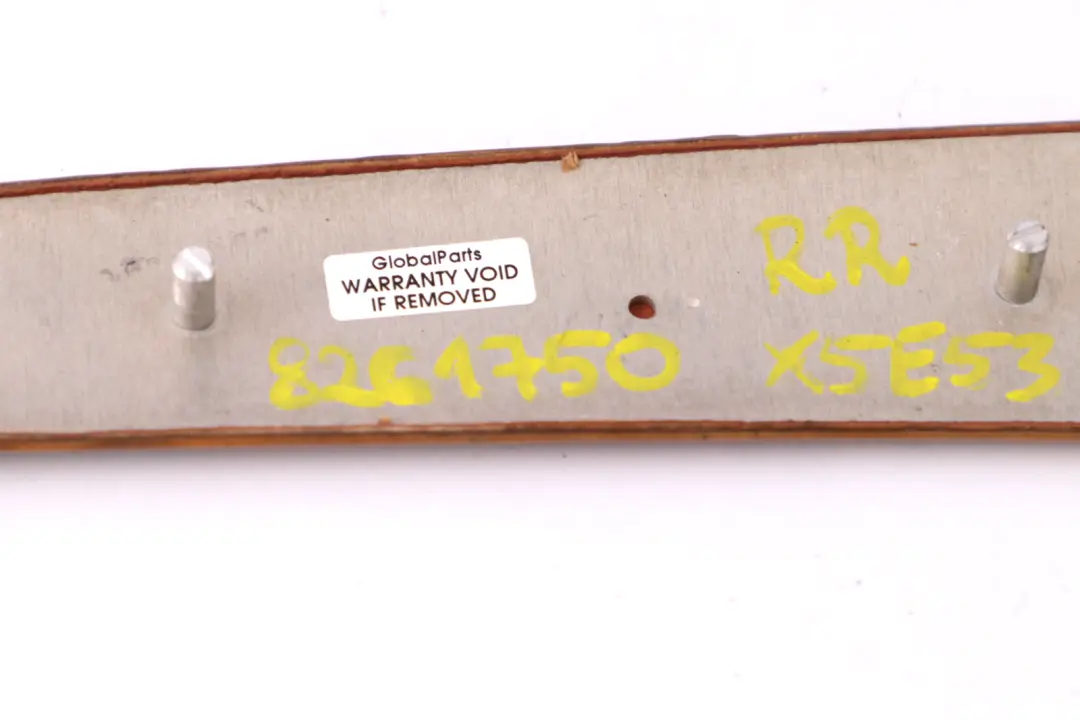 GlobalParts
WARRANTY VOID
IF REMOVED
RR
8261750 X5E53